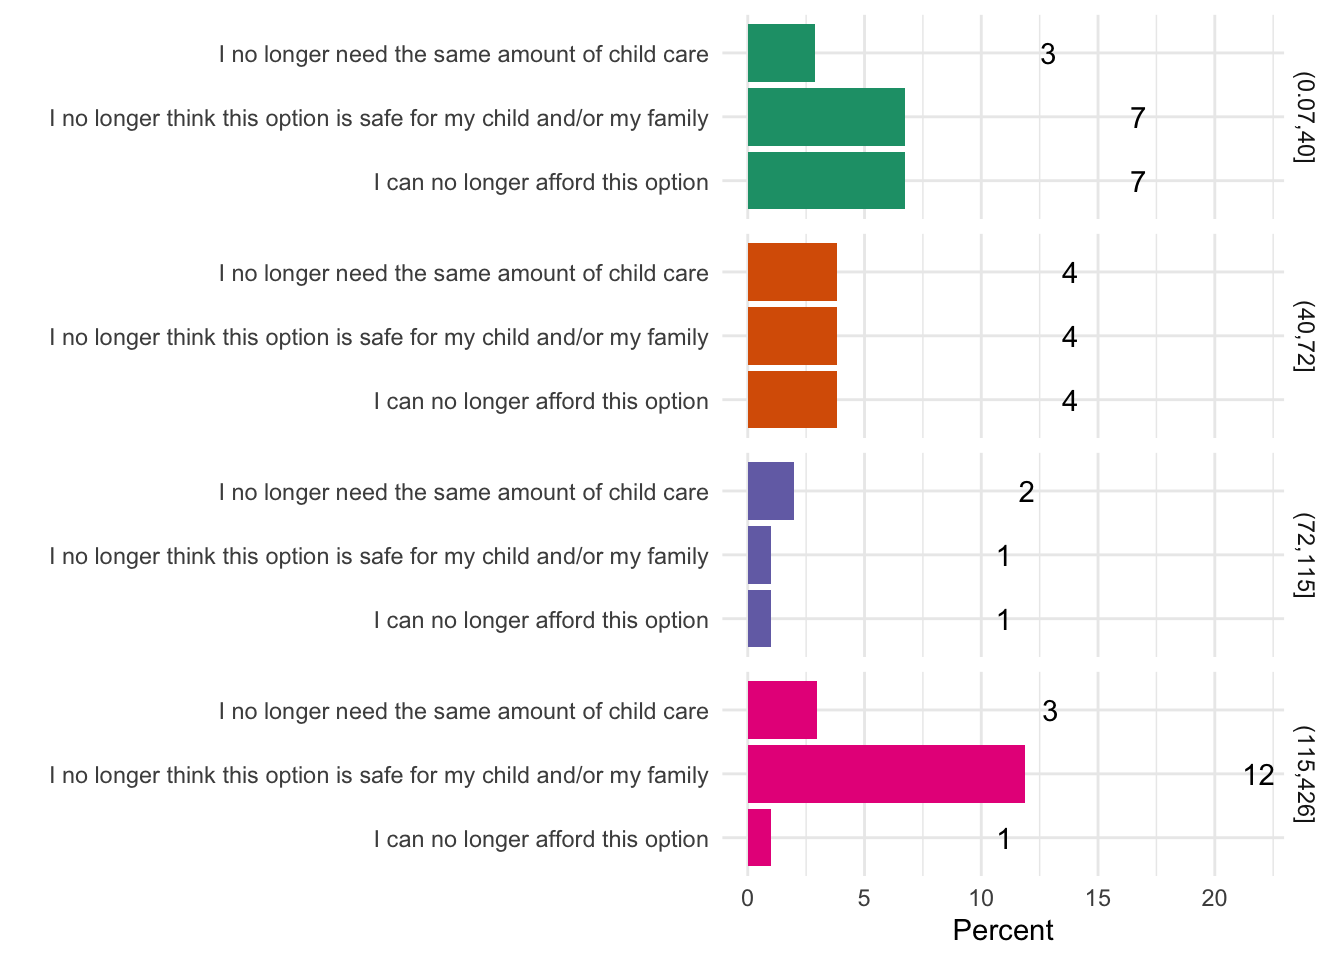 I no longer need the same amount of child care 3
I no longer think this option is safe for my child and/or my family 7
I can no longer afford this option 7
(0.07,40]
I no longer need the same amount of child care 4
I no longer think this option is safe for my child and/or my family 4
I can no longer afford this option 4
(40,72]
I no longer need the same amount of child care 2
I no longer think this option is safe for my child and/or my family 1
I can no longer afford this option 1
(72,115]
I no longer need the same amount of child care 3
I no longer think this option is safe for my child and/or my family 12
I can no longer afford this option 1
(115,426]
0 5 10 15 20
Percent